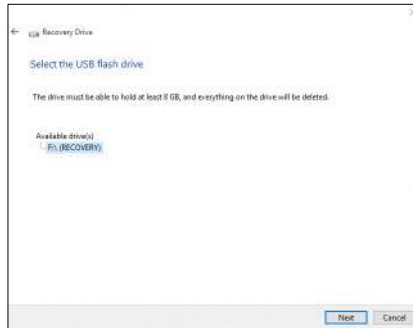 Recovery Drive
Select the USB flash drive
The drive must be able to hold at least 8 GB, and everything on the drive will be deleted.
Available drive(s)
F:\ (RECOVERY)
Next
Cancel